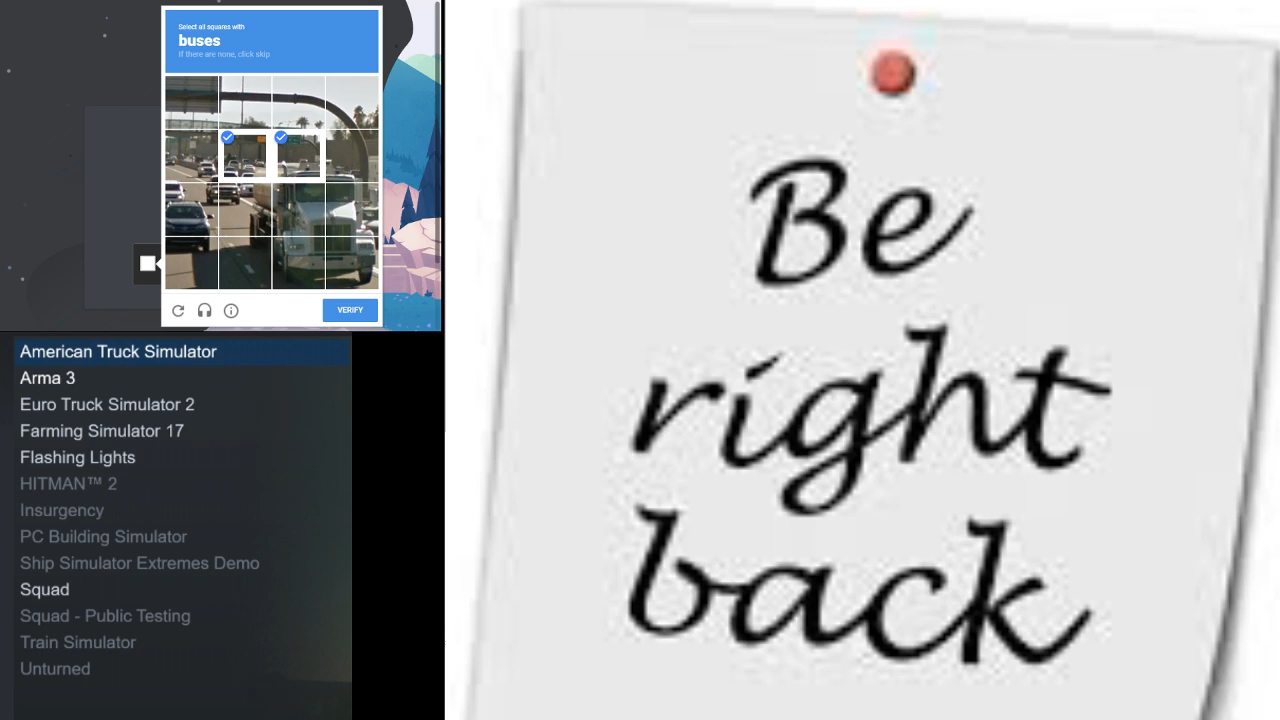 Select all squares with
buses
If there are none, click skip
VERIFY
American Truck Simulator
Arma 3
Euro Truck Simulator 2
Farming Simulator 17
Flashing Lights
HITMAN™ 2
Insurgency
PC Building Simulator
Ship Simulator Extremes Demo
Squad
Squad - Public Testing
Train Simulator
Unturned
Be
right
back